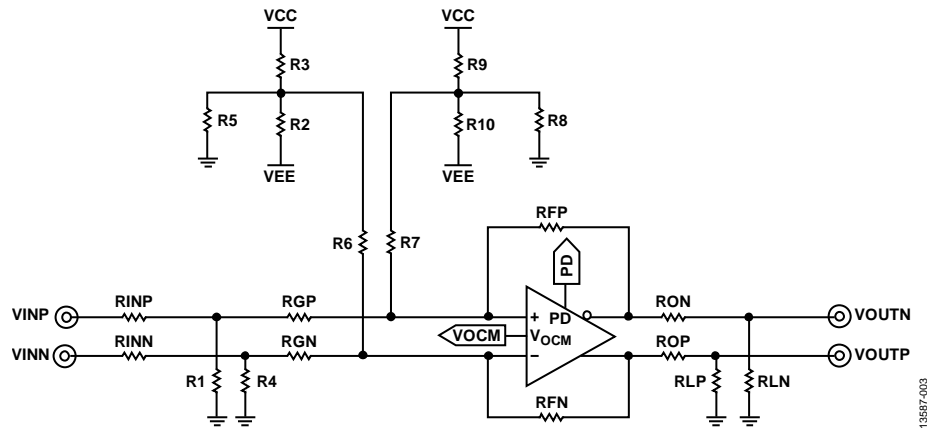 VCC
VCC
R3
R9
R5
R2
R10
R8
VEE
VEE
R6
R7
RFP
PD
VINP
RINP
RGP
+
PD
RON
VOUTN
VOCM
VOCM
VINN
RINN
RGN
–
ROP
VOUTP
R1
R4
RLP
RLN
RFN
13587-003